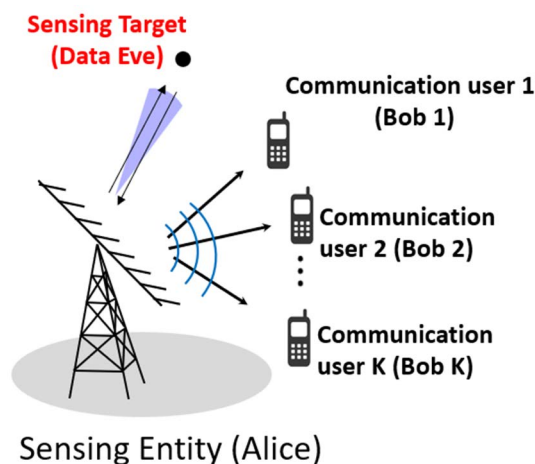 Sensing Target
(Data Eve)
Communication user 1
(Bob 1)
Communication
user 2 (Bob 2)
Communication
user K (Bob K)
Sensing Entity (Alice)